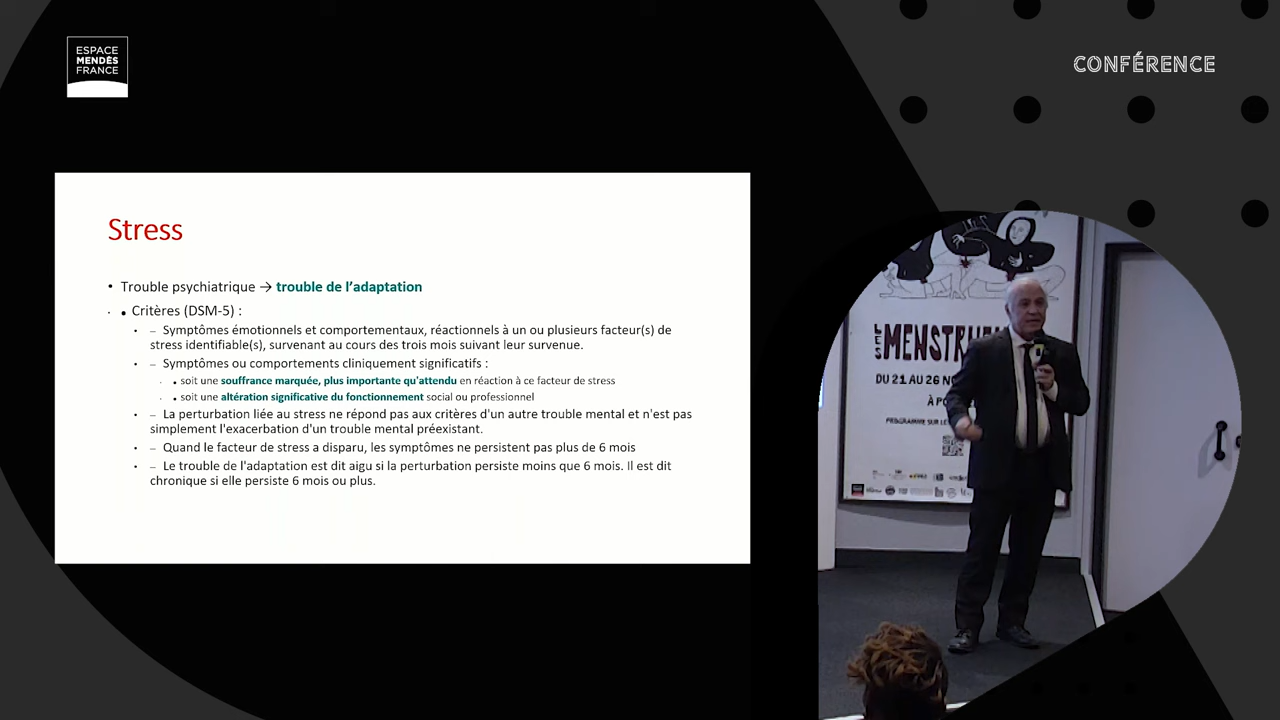 ESPACE
MENDÈS
FRANCE
CONFÉRENCE
Stress
• Trouble psychiatrique → trouble de l'adaptation
• Critères (DSM-5) :
– Symptômes émotionnels et comportementaux, réactionnels à un ou plusieurs facteur(s) de
stress identifiable(s), survenant au cours des trois mois suivant leur survenue.
– Symptômes ou comportements cliniquement significatifs :
• soit une souffrance marquée, plus importante qu'attendu en réaction à ce facteur de stress
• soit une altération significative du fonctionnement social ou professionnel
– La perturbation liée au stress ne répond pas aux critères d'un autre trouble mental et n'est pas
simplement l'exacerbation d'un trouble mental préexistant.
– Quand le facteur de stress a disparu, les symptômes ne persistent pas plus de 6 mois
– Le trouble de l'adaptation est dit aigu si la perturbation persiste moins que 6 mois. Il est dit
chronique si elle persiste 6 mois ou plus.
LES
DU 21 AU 26
PROGRAMME SUR